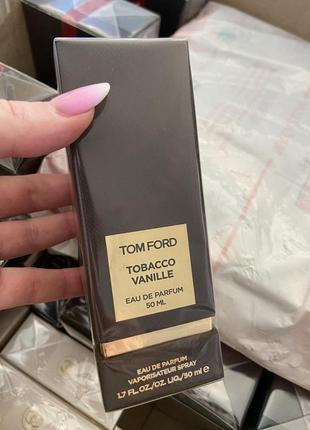 TOM FORD
TOBACCO
VANILLE
EAU DE PARFUM
50 ML
EAU DE PARFUM
VAPORISATEUR SPRAY
1.7 FL.OZ./OZ. LIQ./50 ml e